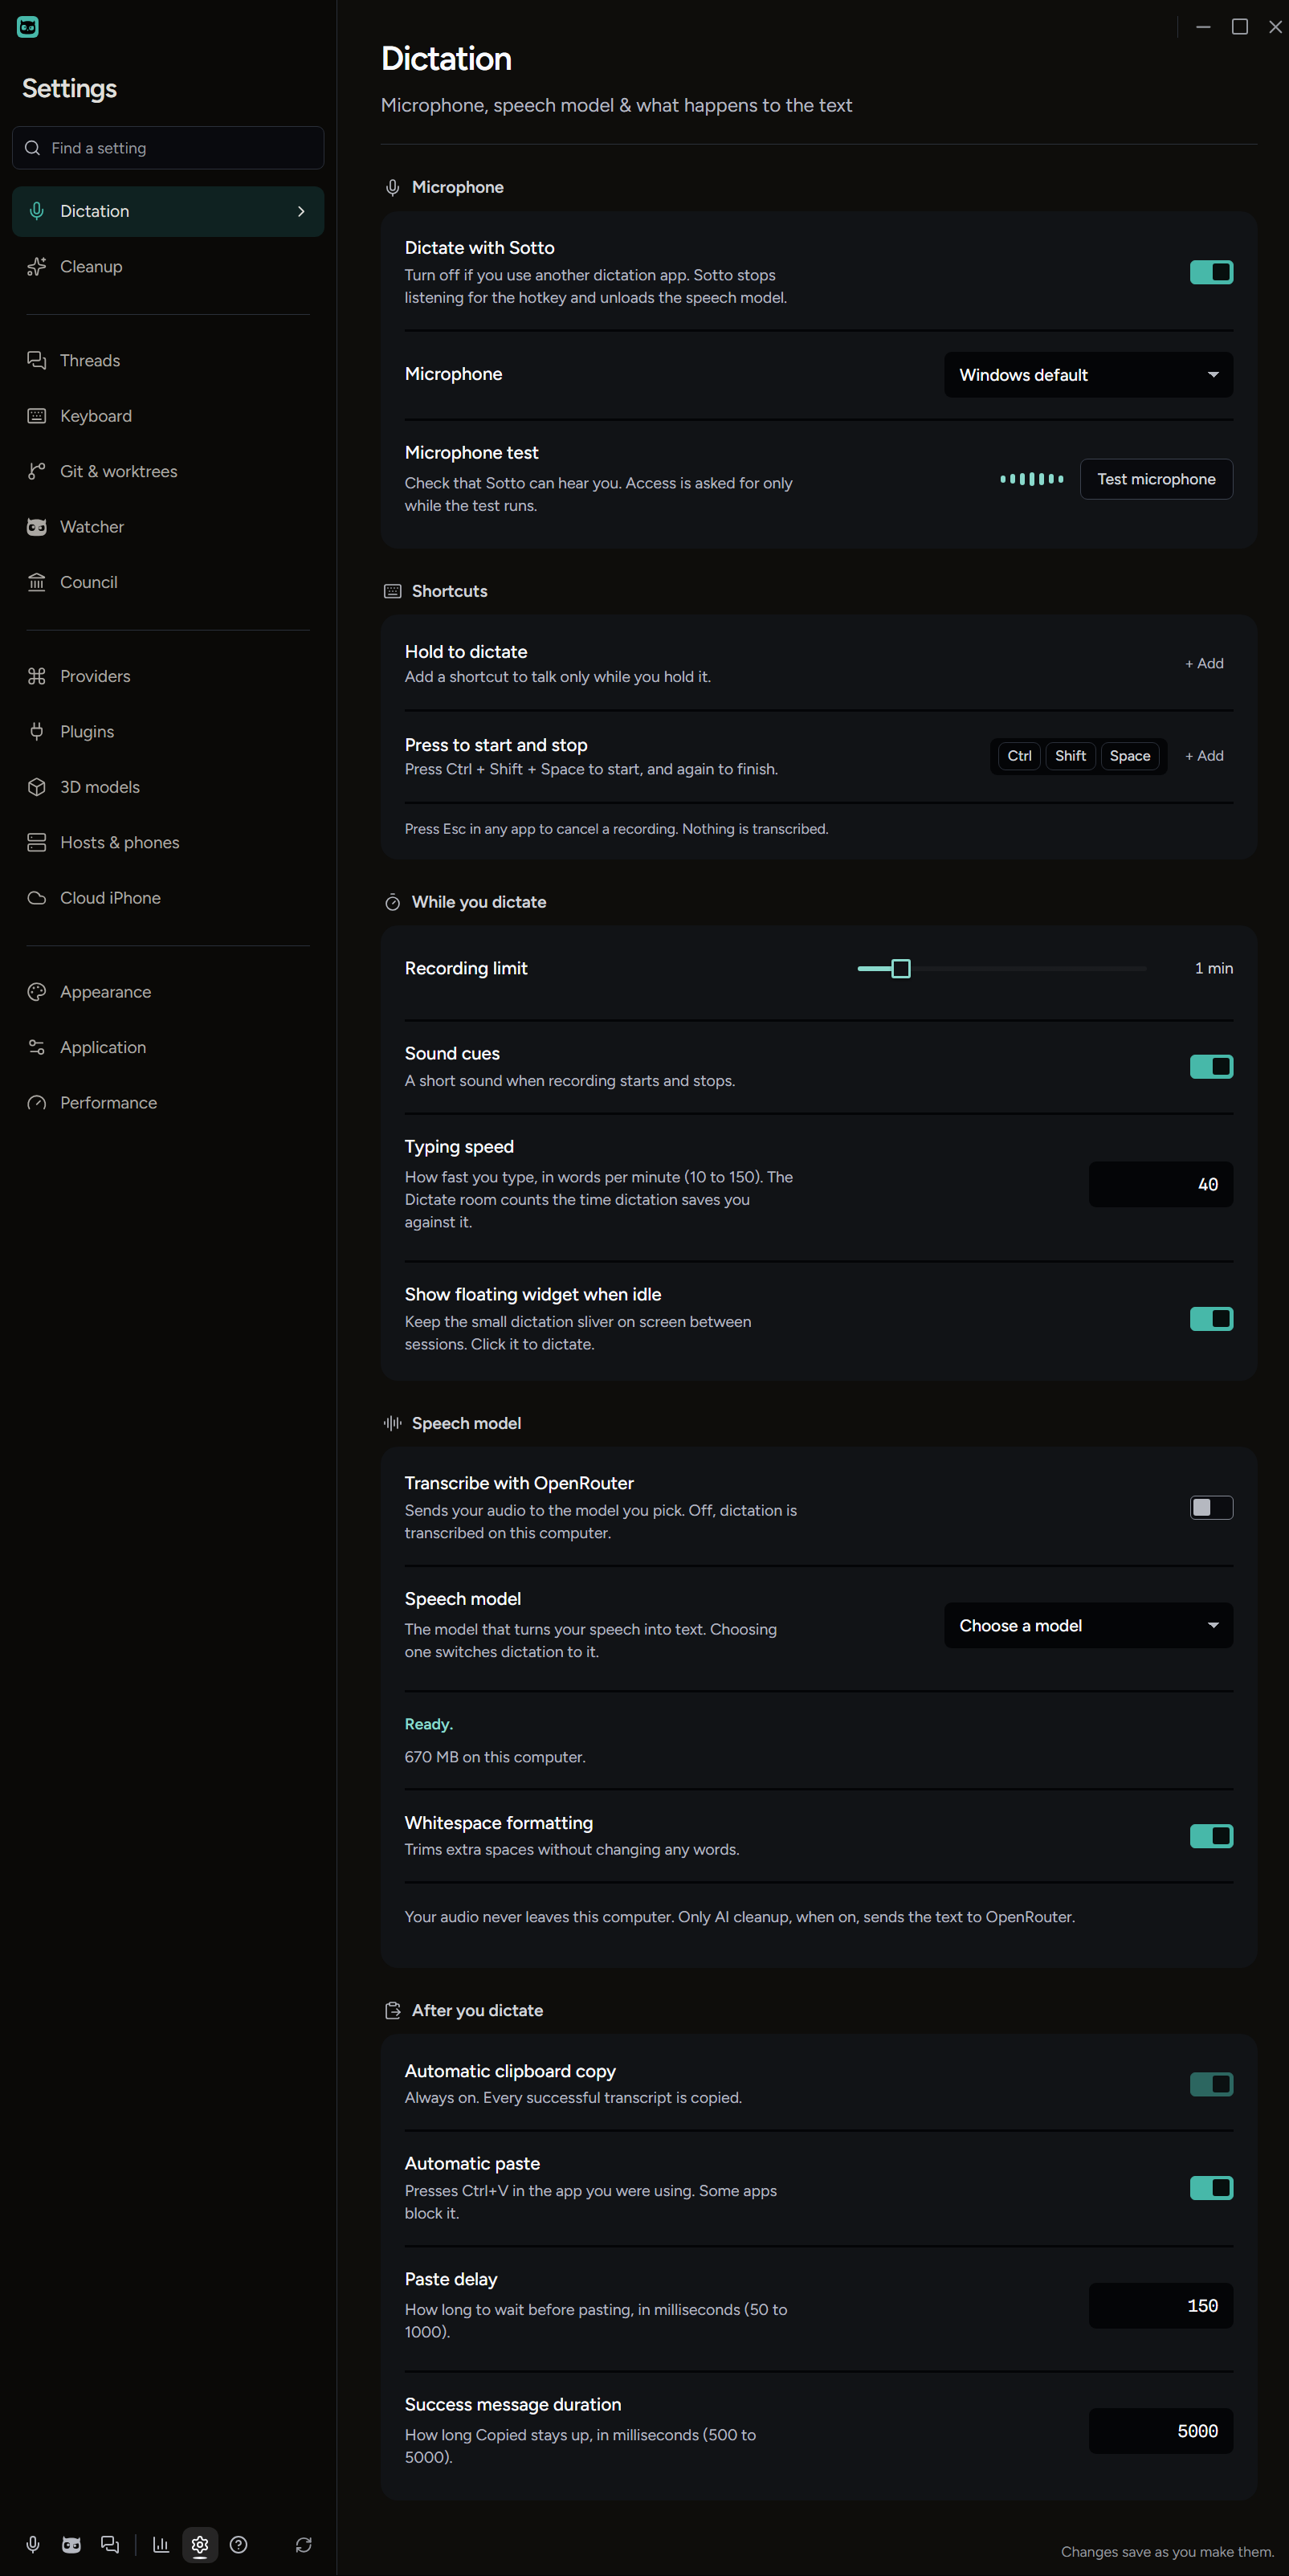 Settings
Find a setting
Dictation
Cleanup
Threads
Keyboard
Git & worktrees
Watcher
Council
Providers
Plugins
3D models
Hosts & phones
Cloud iPhone
Appearance
Application
Performance
Dictation
Microphone, speech model & what happens to the text
Microphone
Dictate with Sotto
Turn off if you use another dictation app. Sotto stops
listening for the hotkey and unloads the speech model.
Microphone
Windows default
Microphone test
Check that Sotto can hear you. Access is asked for only
while the test runs.
Test microphone
Shortcuts
Hold to dictate
Add a shortcut to talk only while you hold it.
+ Add
Press to start and stop
Press Ctrl + Shift + Space to start, and again to finish.
Ctrl Shift Space + Add
Press Esc in any app to cancel a recording. Nothing is transcribed.
While you dictate
Recording limit
1 min
Sound cues
A short sound when recording starts and stops.
Typing speed
How fast you type, in words per minute (10 to 150). The
Dictate room counts the time dictation saves you
against it.
40
Show floating widget when idle
Keep the small dictation sliver on screen between
sessions. Click it to dictate.
Speech model
Transcribe with OpenRouter
Sends your audio to the model you pick. Off, dictation is
transcribed on this computer.
Speech model
The model that turns your speech into text. Choosing
one switches dictation to it.
Choose a model
Ready.
670 MB on this computer.
Whitespace formatting
Trims extra spaces without changing any words.
Your audio never leaves this computer. Only AI cleanup, when on, sends the text to OpenRouter.
After you dictate
Automatic clipboard copy
Always on. Every successful transcript is copied.
Automatic paste
Presses Ctrl+V in the app you were using. Some apps
block it.
Paste delay
How long to wait before pasting, in milliseconds (50 to
1000).
150
Success message duration
How long Copied stays up, in milliseconds (500 to
5000).
5000
Changes save as you make them.